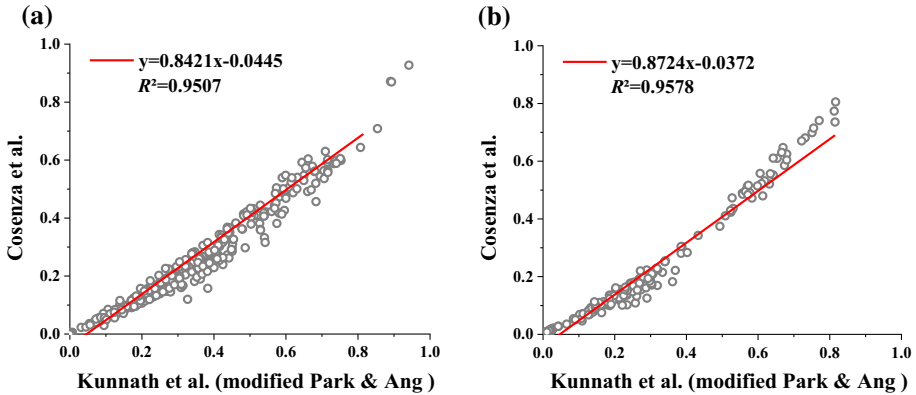 (a)
y=0.8421x-0.0445
R²=0.9507
Cosenza et al.
1.0
0.8
0.6
0.4
0.2
0.0
0.0 0.2 0.4 0.6 0.8 1.0
Kunnath et al. (modified Park & Ang )
(b)
y=0.8724x-0.0372
R²=0.9578
Cosenza et al.
1.0
0.8
0.6
0.4
0.2
0.0
0.0 0.2 0.4 0.6 0.8 1.0
Kunnath et al. (modified Park & Ang )